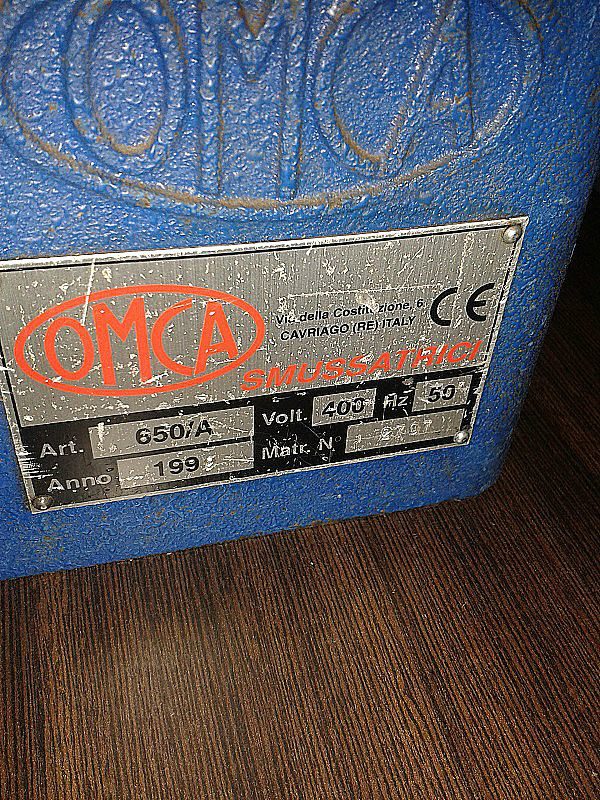 OMCA
OMCA
Via della Costituzione, 6
CAVRIAGO (RE) ITALY
CE
SMUSSATRICI
Art. 650/A Volt. 400 Hz 50
Anno 199 Matr. N°